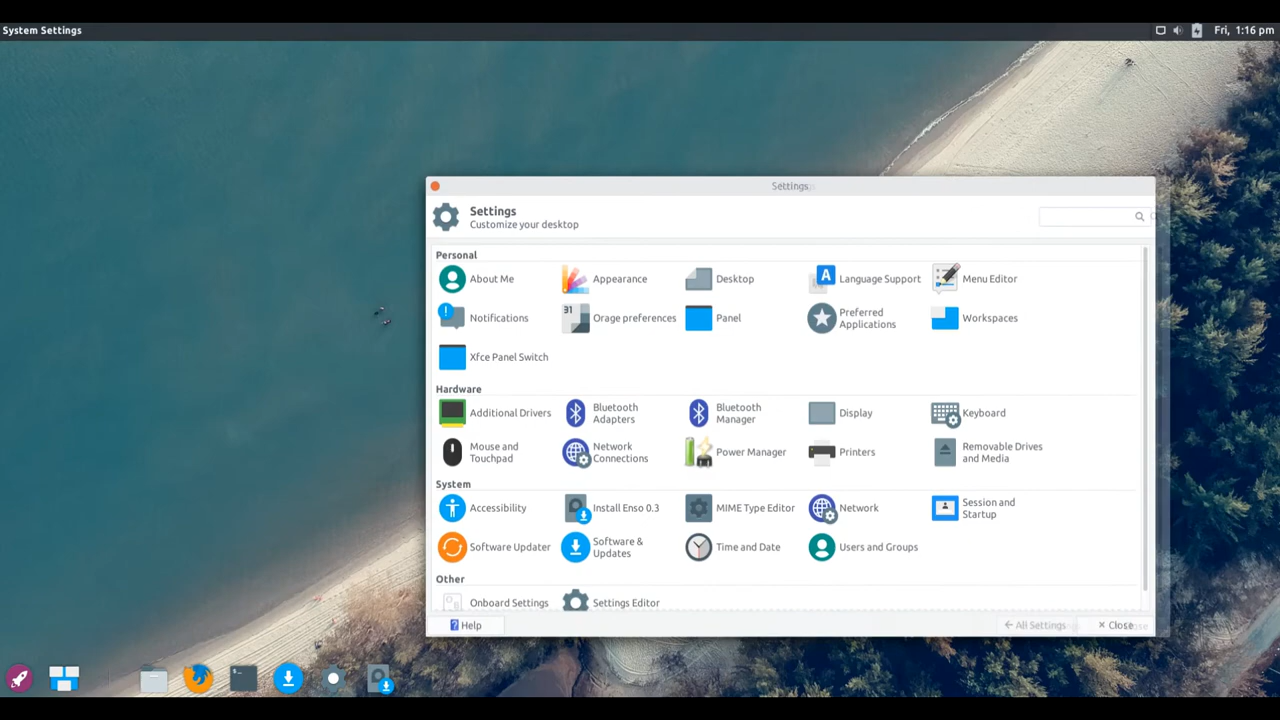 System Settings
Fri, 1:16 pm
Settings
Settings
Customize your desktop
Personal
About Me
Appearance
Desktop
Language Support
Menu Editor
Notifications
Orage preferences
Panel
Preferred
Applications
Workspaces
Xfce Panel Switch
Hardware
Additional Drivers
Bluetooth
Adapters
Bluetooth
Manager
Display
Keyboard
Mouse and
Touchpad
Network
Connections
Power Manager
Printers
Removable Drives
and Media
System
Accessibility
Install Enso 0.3
MIME Type Editor
Network
Session and
Startup
Software Updater
Software &
Updates
Time and Date
Users and Groups
Other
Onboard Settings
Settings Editor
Help
All Settings
Close